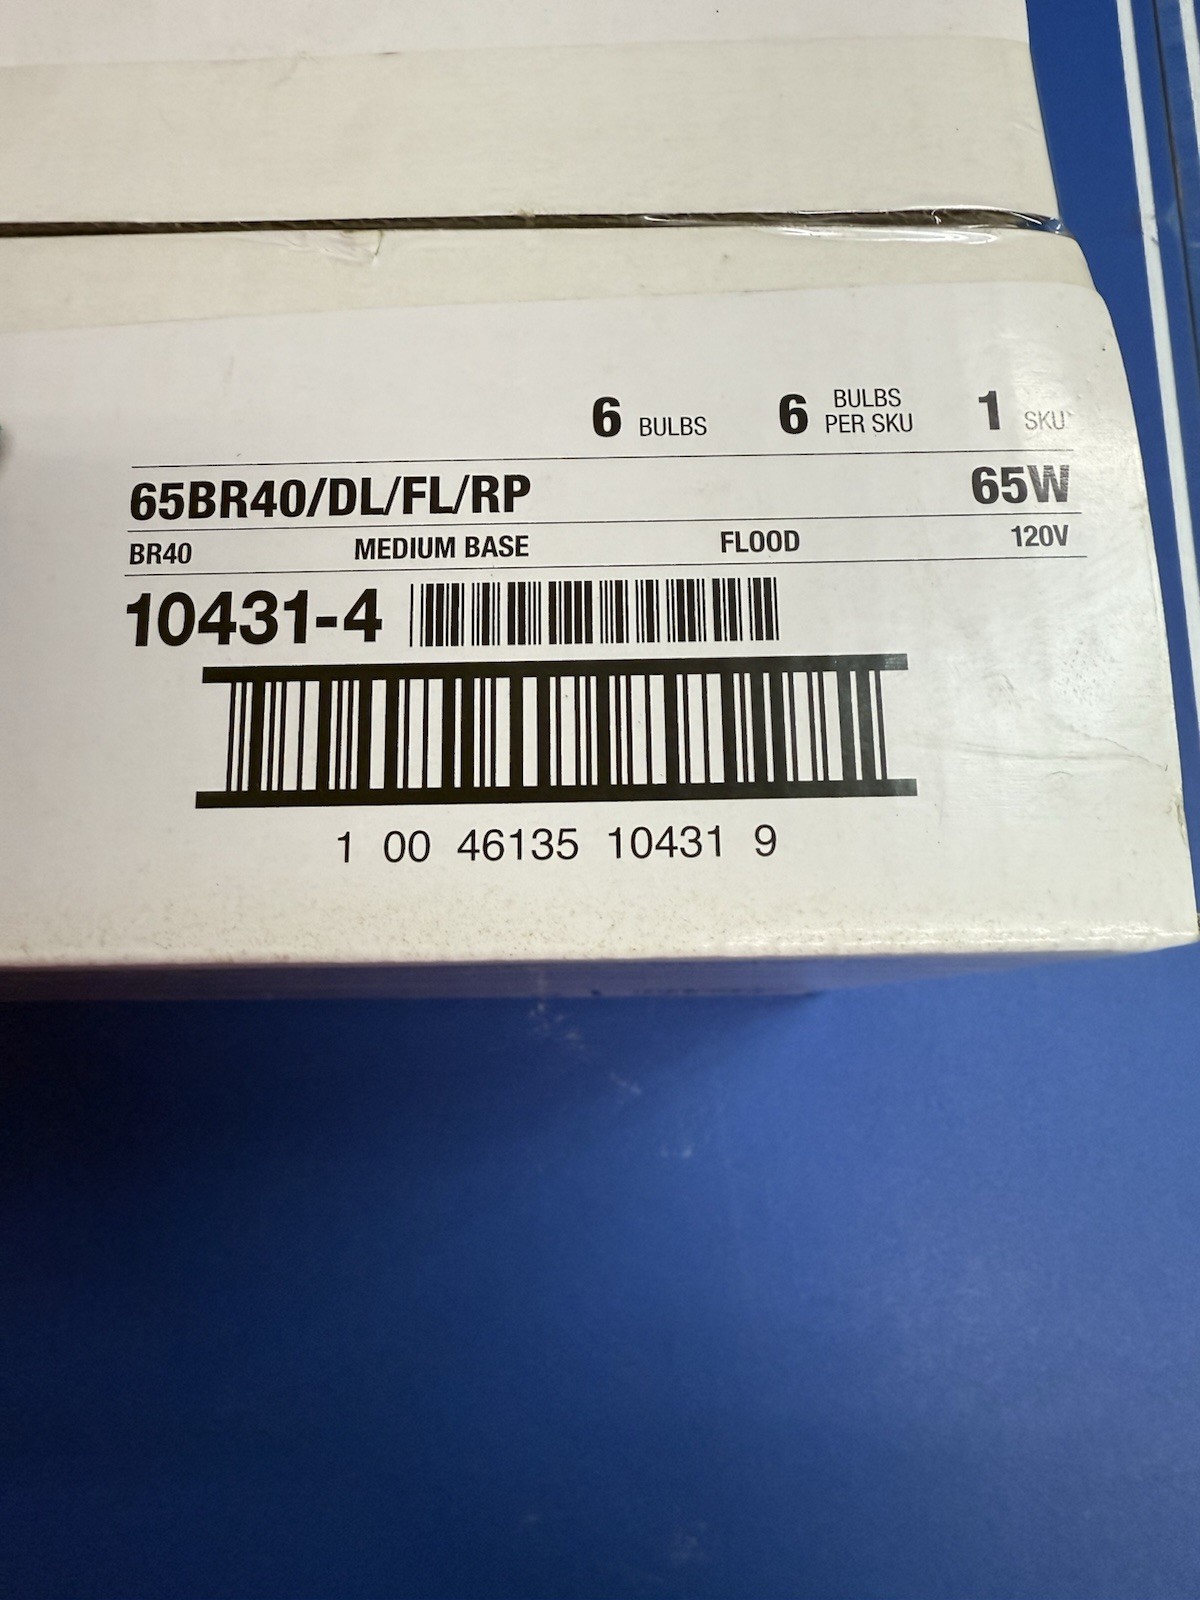 6 BULBS 6 BULBS PER SKU 1 SKU
65BR40/DL/FL/RP 65W
BR40 MEDIUM BASE FLOOD 120V
10431-4
1 00 46135 10431 9